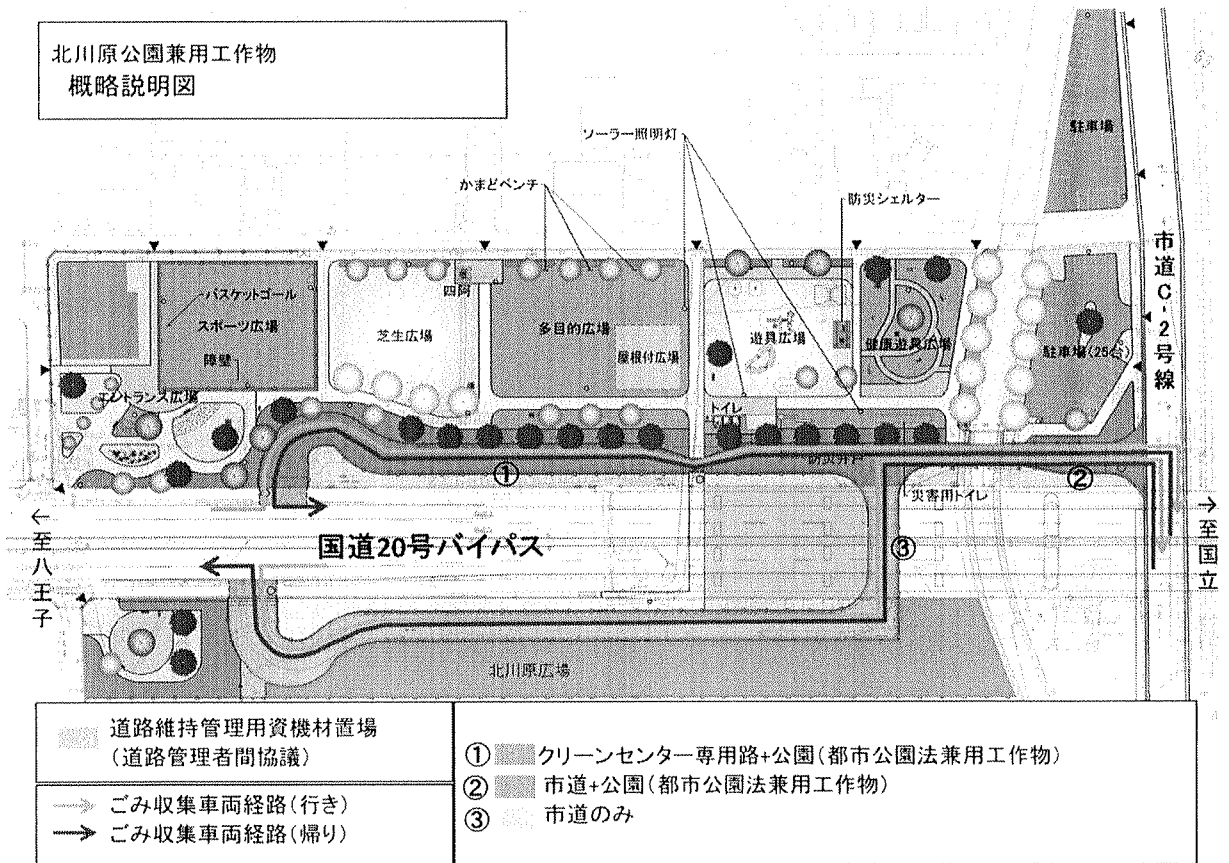 北川原公園兼用工作物
概略説明図
ソーラー照明灯
かまどベンチ
防災シェルター
駐車場
市道C-2号線
バスケットゴール
スポーツ広場
障壁
四阿
芝生広場
多目的広場
屋根付広場
遊具広場
健康遊具広場
駐車場(25台)
エントランス広場
トイレ
防災井戸
災害用トイレ
①
②
③
国道20号バイパス
←至八王子
→至国立
北川原広場
道路維持管理用資機材置場
(道路管理者間協議)
→ ごみ収集車両経路(行き)
→ ごみ収集車両経路(帰り)
① クリーンセンター専用路+公園(都市公園法兼用工作物)
② 市道+公園(都市公園法兼用工作物)
③ 市道のみ